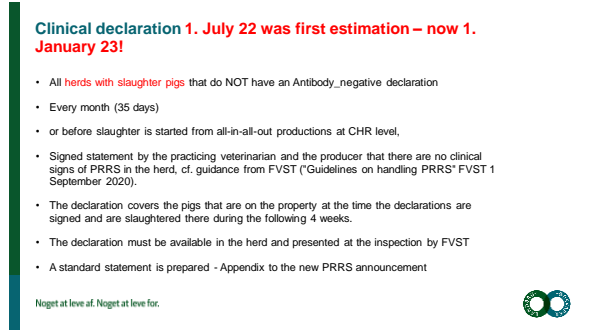 Clinical declaration 1. July 22 was first estimation – now 1.
January 23!
• All herds with slaughter pigs that do NOT have an Antibody_negative declaration
• Every month (35 days)
• or before slaughter is started from all-in-all-out productions at CHR level,
• Signed statement by the practicing veterinarian and the producer that there are no clinical
signs of PRRS in the herd, cf. guidance from FVST ("Guidelines on handling PRRS" FVST 1
September 2020).
• The declaration covers the pigs that are on the property at the time the declarations are
signed and are slaughtered there during the following 4 weeks.
• The declaration must be available in the herd and presented at the inspection by FVST
• A standard statement is prepared - Appendix to the new PRRS announcement
Noget at leve af. Noget at leve for.